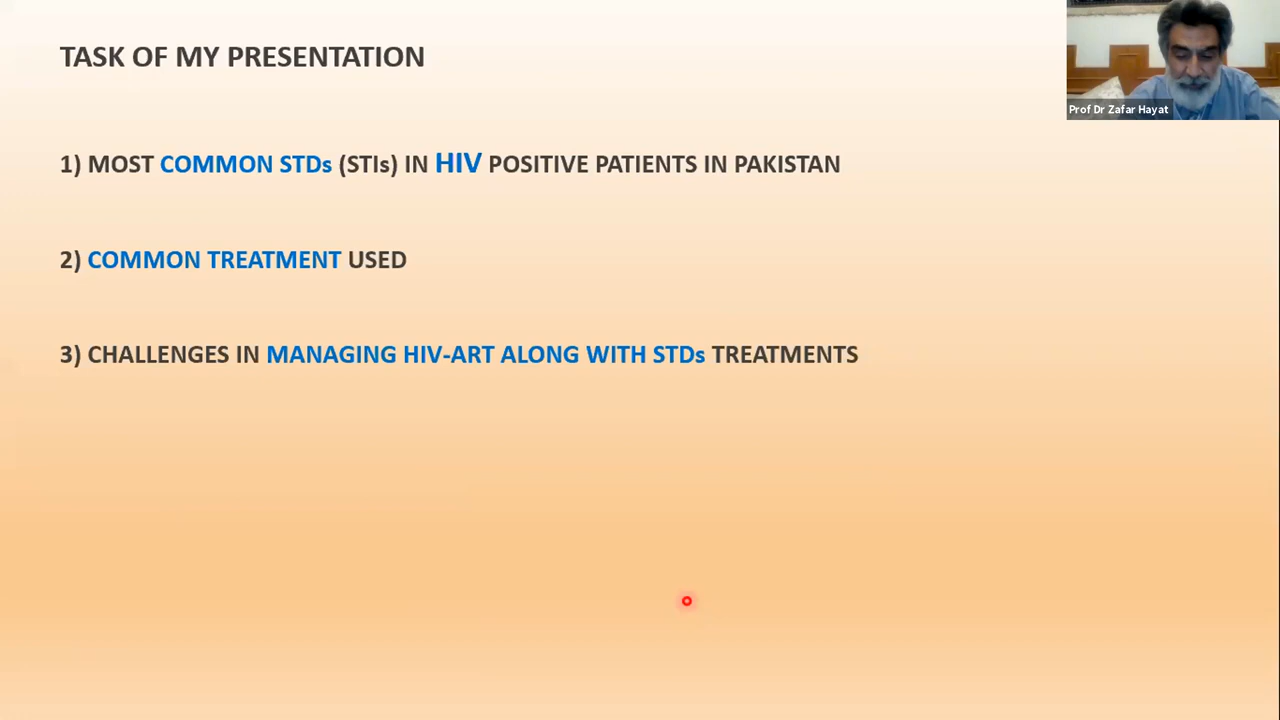 TASK OF MY PRESENTATION
Prof Dr Zafar Hayat
1) MOST COMMON STDs (STIs) IN HIV POSITIVE PATIENTS IN PAKISTAN
2) COMMON TREATMENT USED
3) CHALLENGES IN MANAGING HIV-ART ALONG WITH STDs TREATMENTS